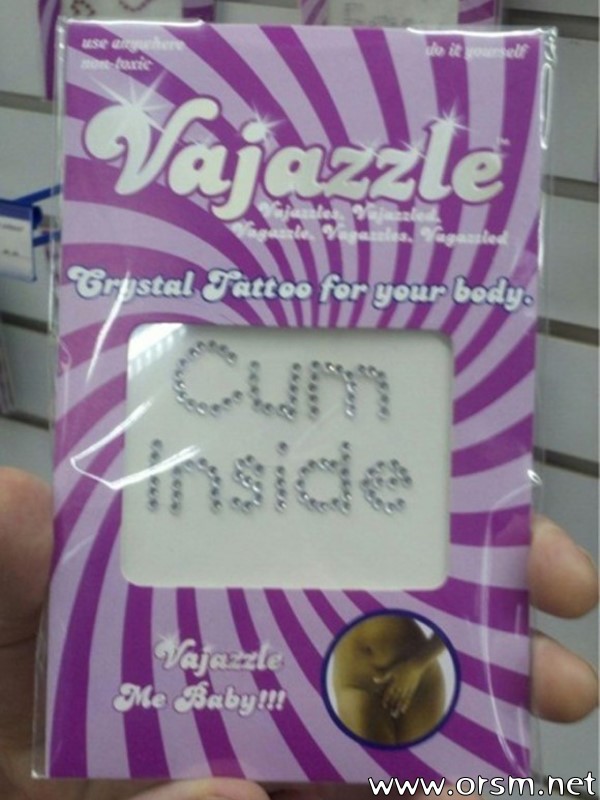 use anywhere
non-toxic
do it yourself
Vajazzle™
Vajazzles. Vajazzled.
Vagazzle. Vagazzles. Vagazzled
Crystal Tattoo for your body.
Cum
Inside
Vajazzle
Me Baby!!!
www.orsm.net